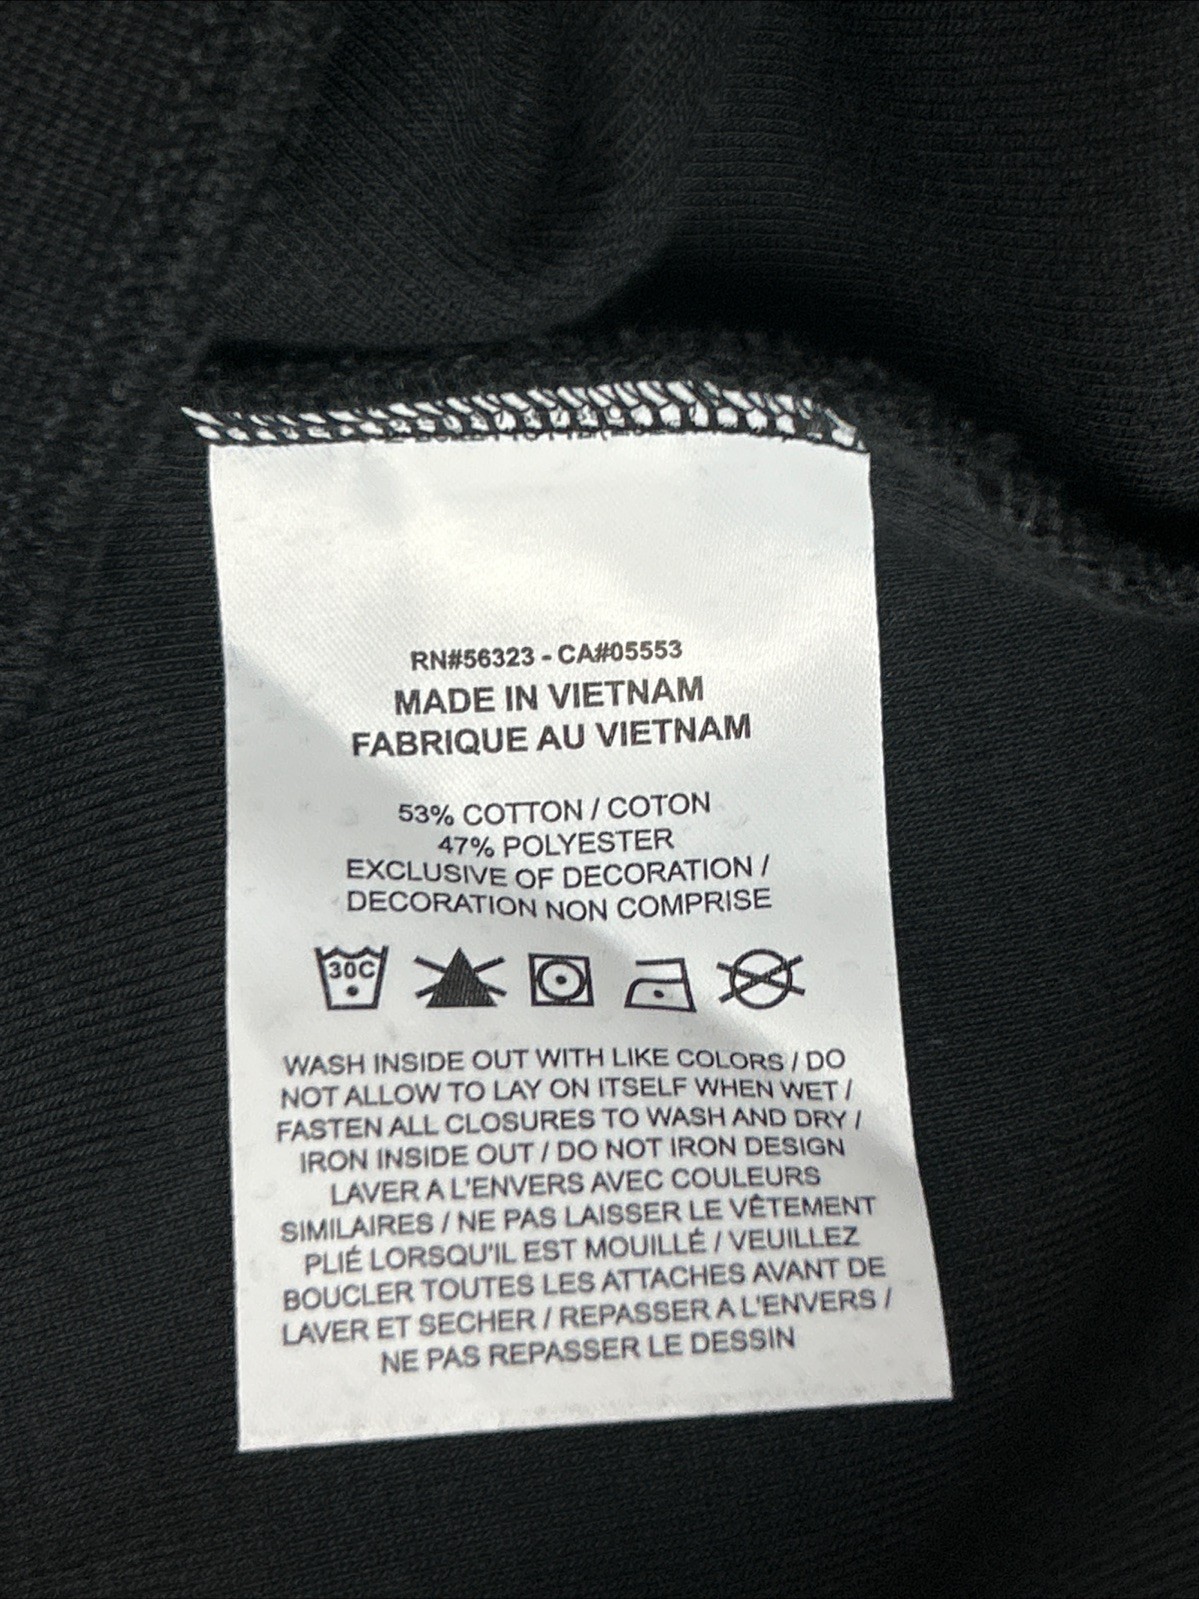 RN#56323 - CA#05553
MADE IN VIETNAM
FABRIQUE AU VIETNAM
53% COTTON / COTON
47% POLYESTER
EXCLUSIVE OF DECORATION /
DECORATION NON COMPRISE
30C
WASH INSIDE OUT WITH LIKE COLORS / DO
NOT ALLOW TO LAY ON ITSELF WHEN WET /
FASTEN ALL CLOSURES TO WASH AND DRY /
IRON INSIDE OUT / DO NOT IRON DESIGN
LAVER A L'ENVERS AVEC COULEURS
SIMILAIRES / NE PAS LAISSER LE VÊTEMENT
PLIÉ LORSQU'IL EST MOUILLÉ / VEUILLEZ
BOUCLER TOUTES LES ATTACHES AVANT DE
LAVER ET SECHER / REPASSER A L'ENVERS /
NE PAS REPASSER LE DESSIN